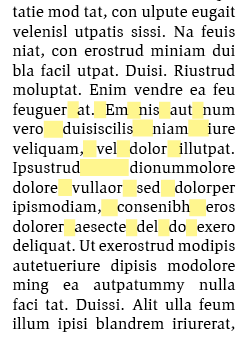 tatie mod tat, con ulpute eugait
velenisl utpatis sissi. Na feuis
niat, con erostrud miniam dui
bla facil utpat. Duisi. Riustrud
moluptat. Enim vendre ea feu
feuguer at. Em nis aut num
vero duisiscilis niam iure
veliquam, vel dolor illutpat.
Ipsustrud dionummolore
dolore vullaor sed dolorper
ipismodiam, consenibh eros
dolorer aesecte del do exero
deliquat. Ut exerostrud modipis
autetueriure dipisis modolore
ming ea autpatummy nulla
faci tat. Duissi. Alit ulla feum
illum ipisi blandrem iriurerat,